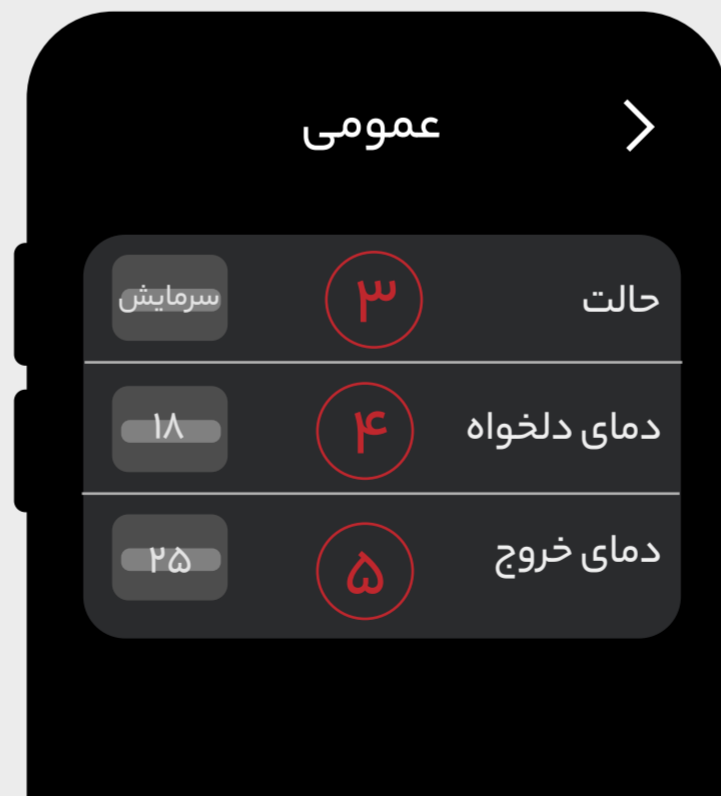 عمومی
حالت ۳ سرمایش
دمای دلخواه ۴ ۱۸
دمای خروج ۵ ۲۵